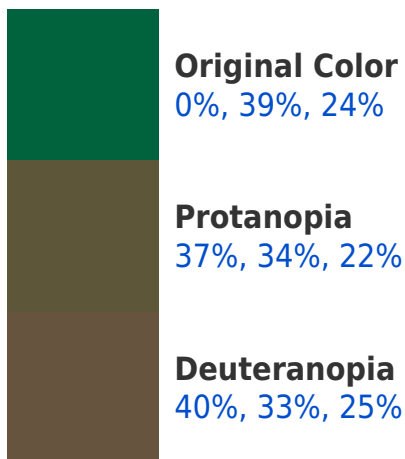 Original Color
0%, 39%, 24%
Protanopia
37%, 34%, 22%
Deuteranopia
40%, 33%, 25%